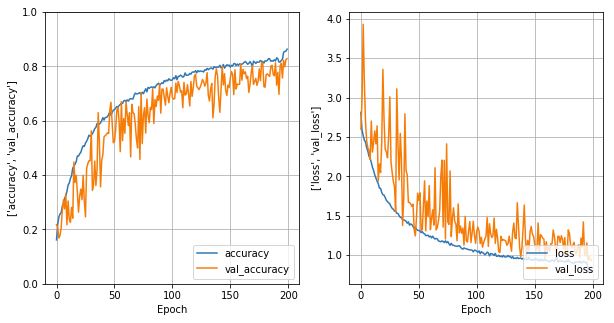 1.0
0.8
0.6
0.4
0.2
0.0
['accuracy', 'val_accuracy']
0 50 100 150 200
Epoch
accuracy
val_accuracy
4.0
3.5
3.0
2.5
2.0
1.5
1.0
['loss', 'val_loss']
0 50 100 150 200
Epoch
loss
val_loss